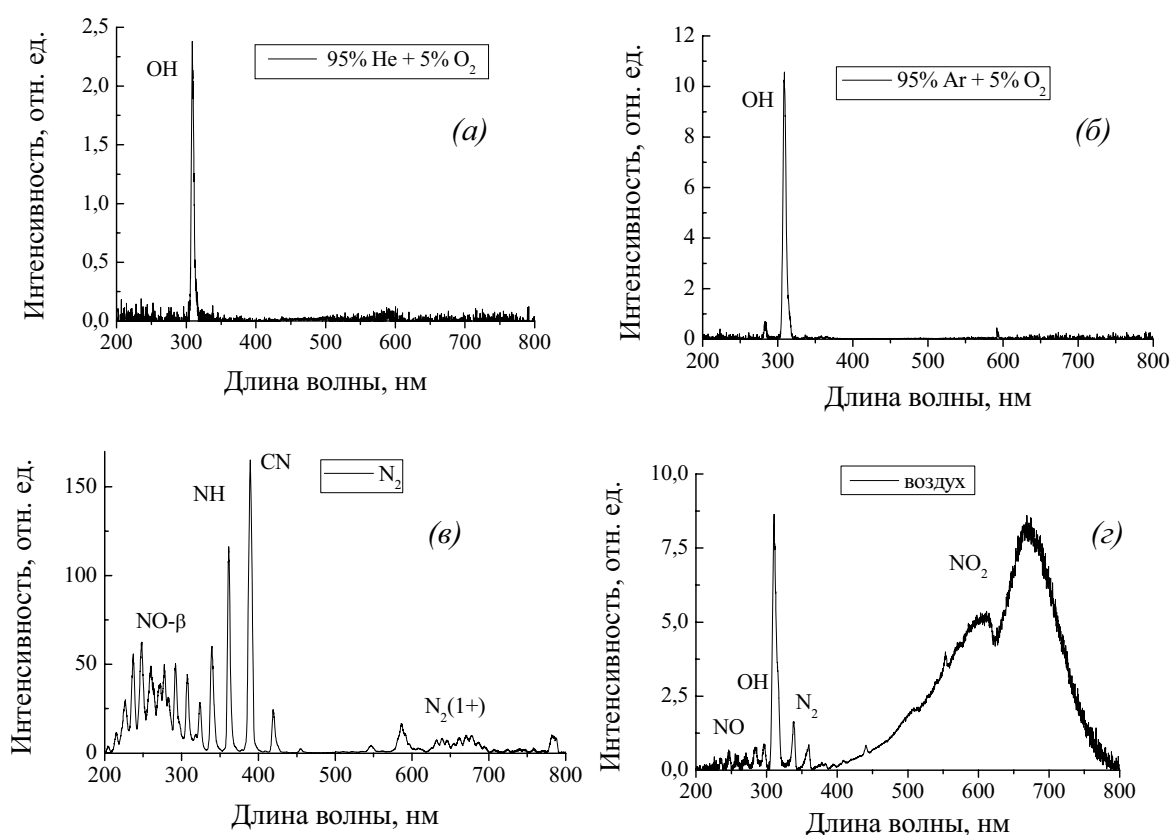 Интенсивность, отн. ед.
2,5
2,0
1,5
1,0
0,5
0,0
OH
95% He + 5% O₂
(а)
200 300 400 500 600 700 800
Длина волны, нм
Интенсивность, отн. ед.
12
10
8
6
4
2
0
OH
95% Ar + 5% O₂
(б)
200 300 400 500 600 700 800
Длина волны, нм
Интенсивность, отн. ед.
150
100
50
0
CN
N₂
NH
(в)
NO-β
N₂(1+)
200 300 400 500 600 700 800
Длина волны, нм
Интенсивность, отн. ед.
10,0
7,5
5,0
2,5
0,0
воздух
(г)
NO₂
OH
N₂
NO
200 300 400 500 600 700 800
Длина волны, нм